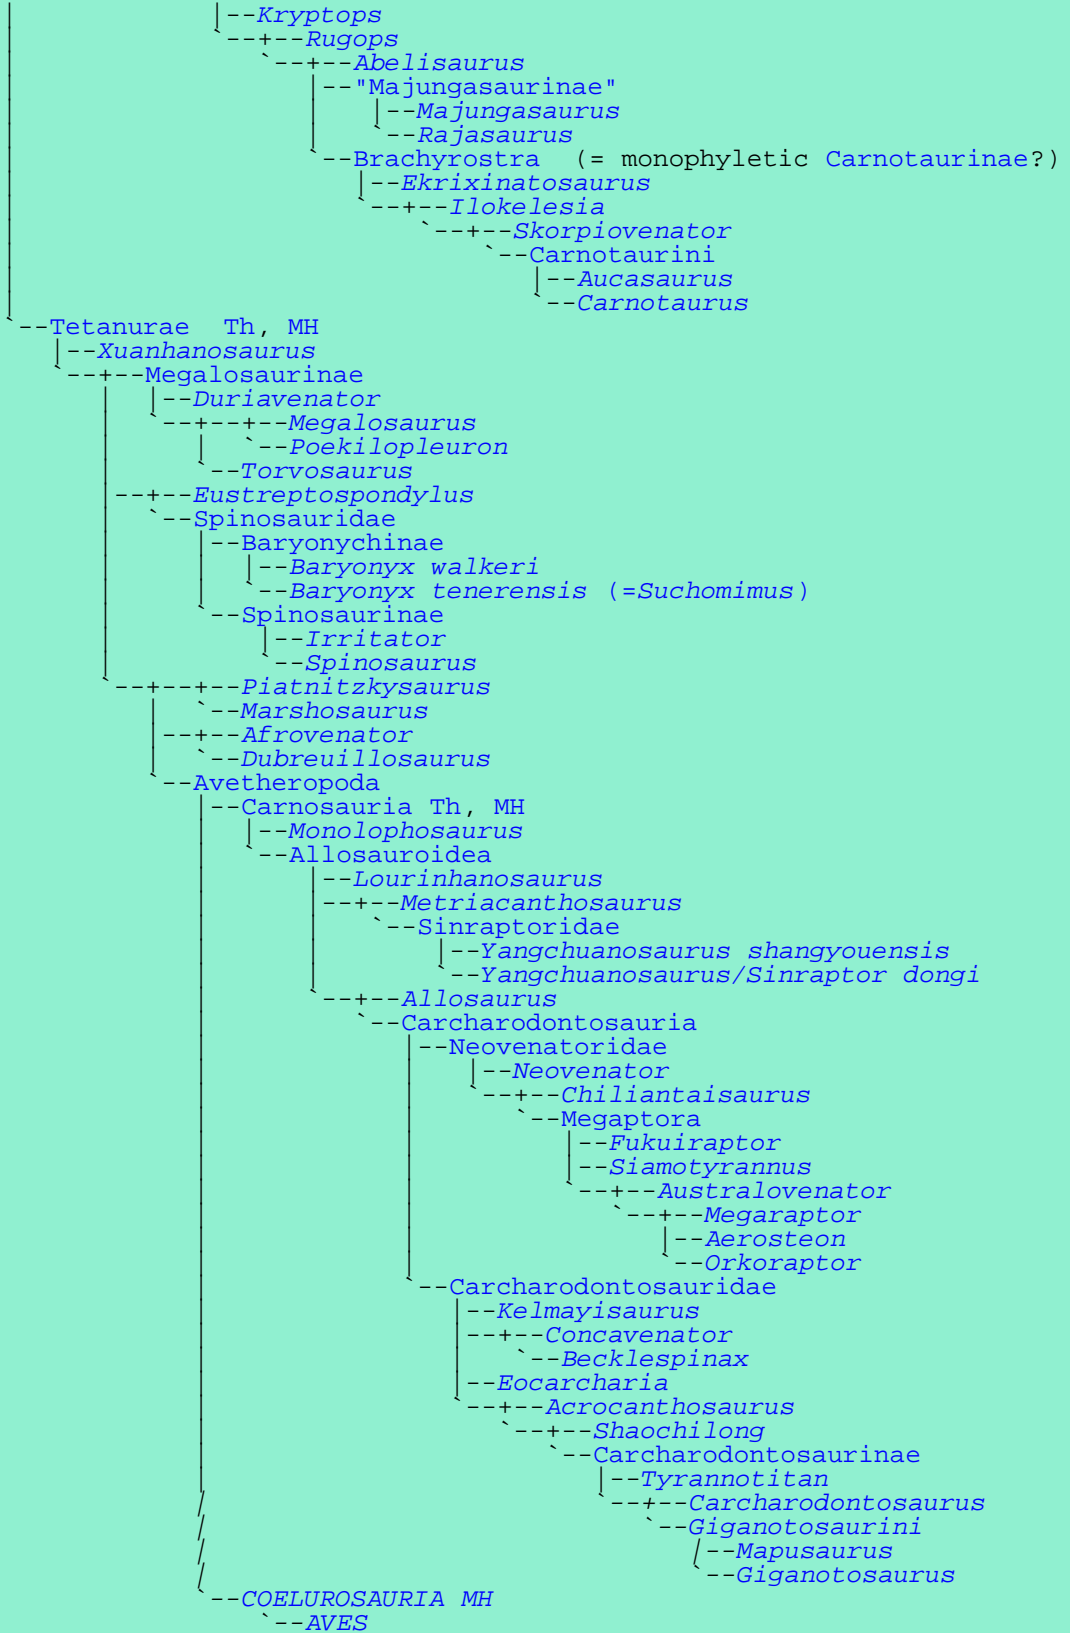 |                 |--Kryptops
|                 `--+--Rugops
|                    `--+--Abelisaurus
|                       |--"Majungasaurinae"
|                       |  |--Majungasaurus
|                       |  `--Rajasaurus
|                       `--Brachyrostra  (= monophyletic Carnotaurinae?)
|                          |--Ekrixinatosaurus
|                          `--+--Ilokelesia
|                             `--+--Skorpiovenator
|                                `--Carnotaurini
|                                   |--Aucasaurus
|                                   `--Carnotaurus
`--Tetanurae  Th, MH
   |--Xuanhanosaurus
   `--+--Megalosaurinae
      |  |--Duriavenator
      |  `--+--+--Megalosaurus
      |     |  `--Poekilopleuron
      |     `--Torvosaurus
      |--+--Eustreptospondylus
      |  `--Spinosauridae
      |     |--Baryonychinae
      |     |  |--Baryonyx walkeri
      |     |  `--Baryonyx tenerensis (=Suchomimus)
      |     `--Spinosaurinae
      |        |--Irritator
      |        `--Spinosaurus
      `--+--+--Piatnitzkysaurus
         |  `--Marshosaurus
         |--+--Afrovenator
         |  `--Dubreuillosaurus
         `--Avetheropoda
            |--Carnosauria Th, MH
            |  |--Monolophosaurus
            |  `--Allosauroidea
            |     |--Lourinhanosaurus
            |     |--+--Metriacanthosaurus
            |     |  `--Sinraptoridae
            |     |     |--Yangchuanosaurus shangyouensis
            |     |     `--Yangchuanosaurus/Sinraptor dongi
            |     `--+--Allosaurus
            |        `--Carcharodontosauria
            |           |--Neovenatoridae
            |           |  |--Neovenator
            |           |  `--+--Chiliantaisaurus
            |           |     `--Megaptora
            |           |        |--Fukuiraptor
            |           |        |--Siamotyrannus
            |           |        `--+--Australovenator
            |           |           `--+--Megaraptor
            |           |              |--Aerosteon
            |           |              `--Orkoraptor
            |           `--Carcharodontosauridae
            |              |--Kelmayisaurus
            |              |--+--Concavenator
            |              |  `--Becklespinax
            |              |--Eocarcharia
            |              `--+--Acrocanthosaurus
            |                 `--+--Shaochilong
            |                    `--Carcharodontosaurinae
            |                       |--Tyrannotitan
            |                       `--+--Carcharodontosaurus
            |                          `--Giganotosaurini
            |                             |--Mapusaurus
            |                             `--Giganotosaurus
            `--COELUROSAURIA MH
               `--AVES